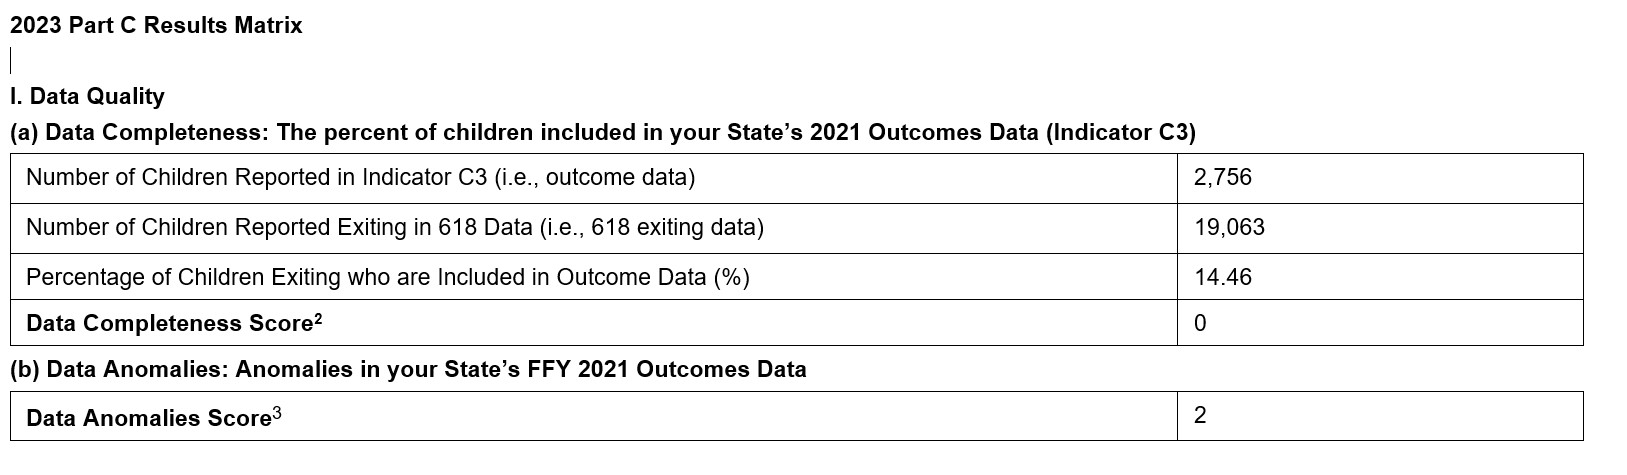 2023 Part C Results Matrix
I. Data Quality
(a) Data Completeness: The percent of children included in your State’s 2021 Outcomes Data (Indicator C3)
Number of Children Reported in Indicator C3 (i.e., outcome data) 2,756
Number of Children Reported Exiting in 618 Data (i.e., 618 exiting data) 19,063
Percentage of Children Exiting who are Included in Outcome Data (%) 14.46
Data Completeness Score² 0
(b) Data Anomalies: Anomalies in your State’s FFY 2021 Outcomes Data
Data Anomalies Score³ 2